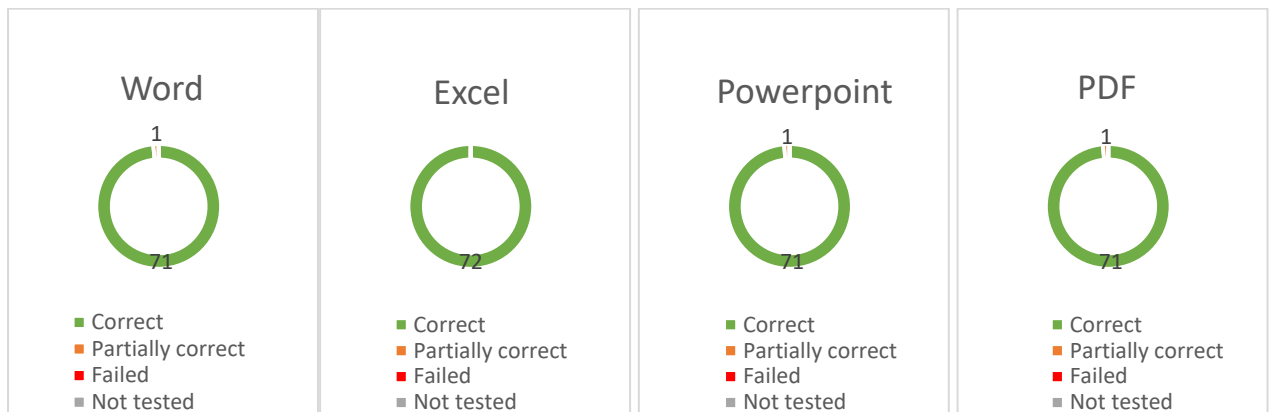 Word
1
71
Correct
Partially correct
Failed
Not tested
Excel
72
Correct
Partially correct
Failed
Not tested
Powerpoint
1
71
Correct
Partially correct
Failed
Not tested
PDF
1
71
Correct
Partially correct
Failed
Not tested